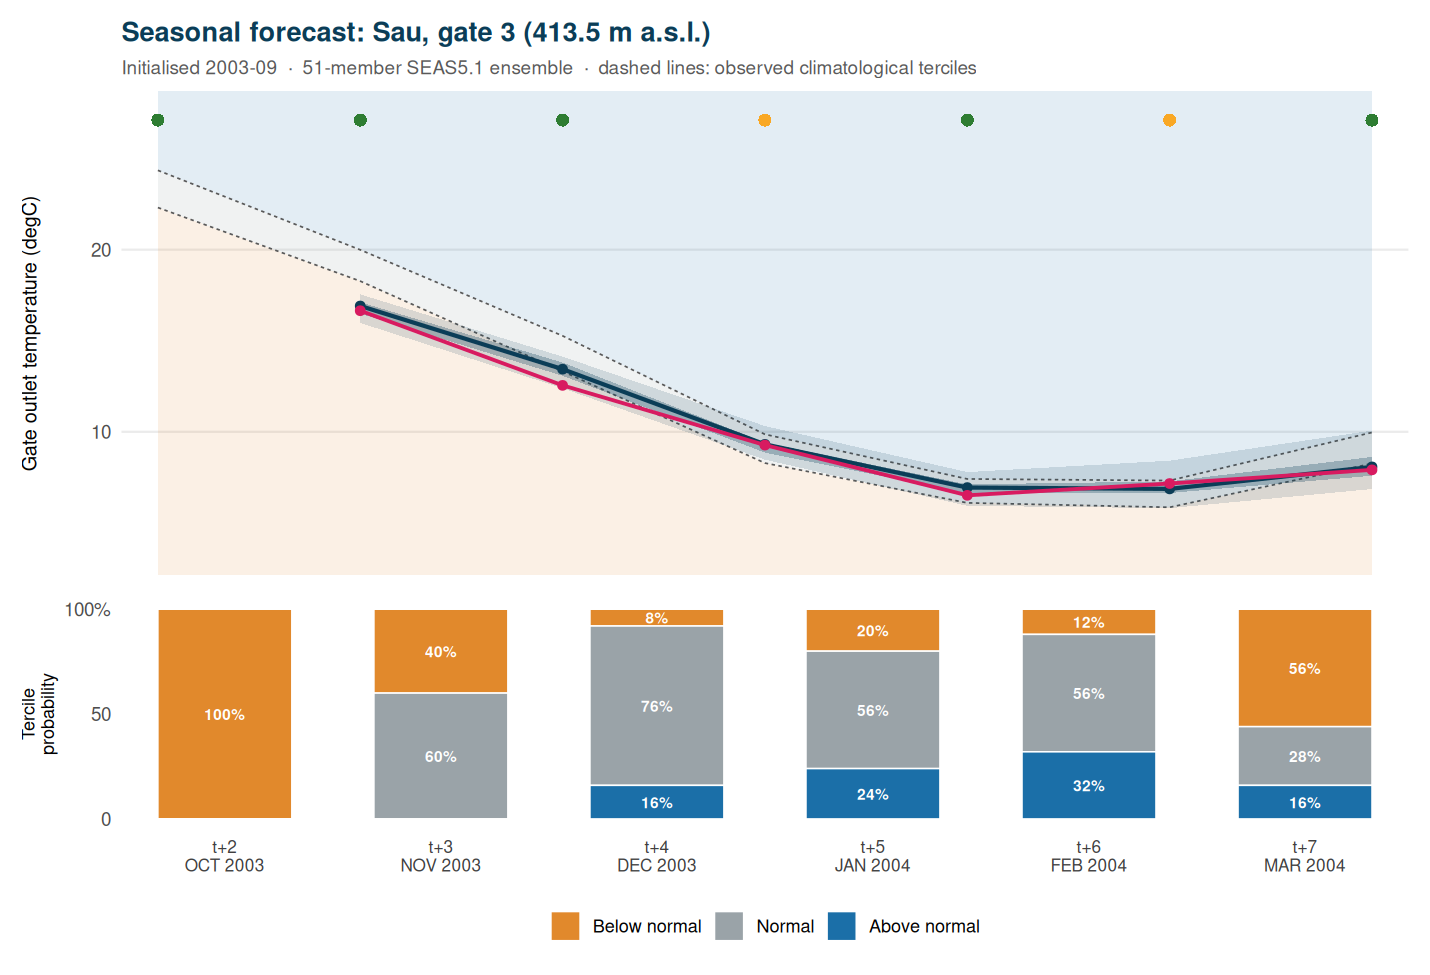 Seasonal forecast: Sau, gate 3 (413.5 m a.s.l.)
Initialised 2003-09 · 51-member SEAS5.1 ensemble · dashed lines: observed climatological terciles
Gate outlet temperature (degC)
20
10
Tercile
probability
100%
50
0
100%
40%
60%
8%
76%
16%
20%
56%
24%
12%
56%
32%
56%
28%
16%
t+2
OCT 2003
t+3
NOV 2003
t+4
DEC 2003
t+5
JAN 2004
t+6
FEB 2004
t+7
MAR 2004
Below normal
Normal
Above normal